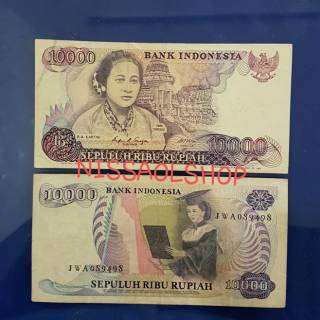 10000
BANK INDONESIA
R.A. KARTINI
10000
SEPULUH RIBU RUPIAH
NISSAOLSHOP
10000
BANK INDONESIA
JWA089498
JWA089498
SEPULUH RIBU RUPIAH
10000